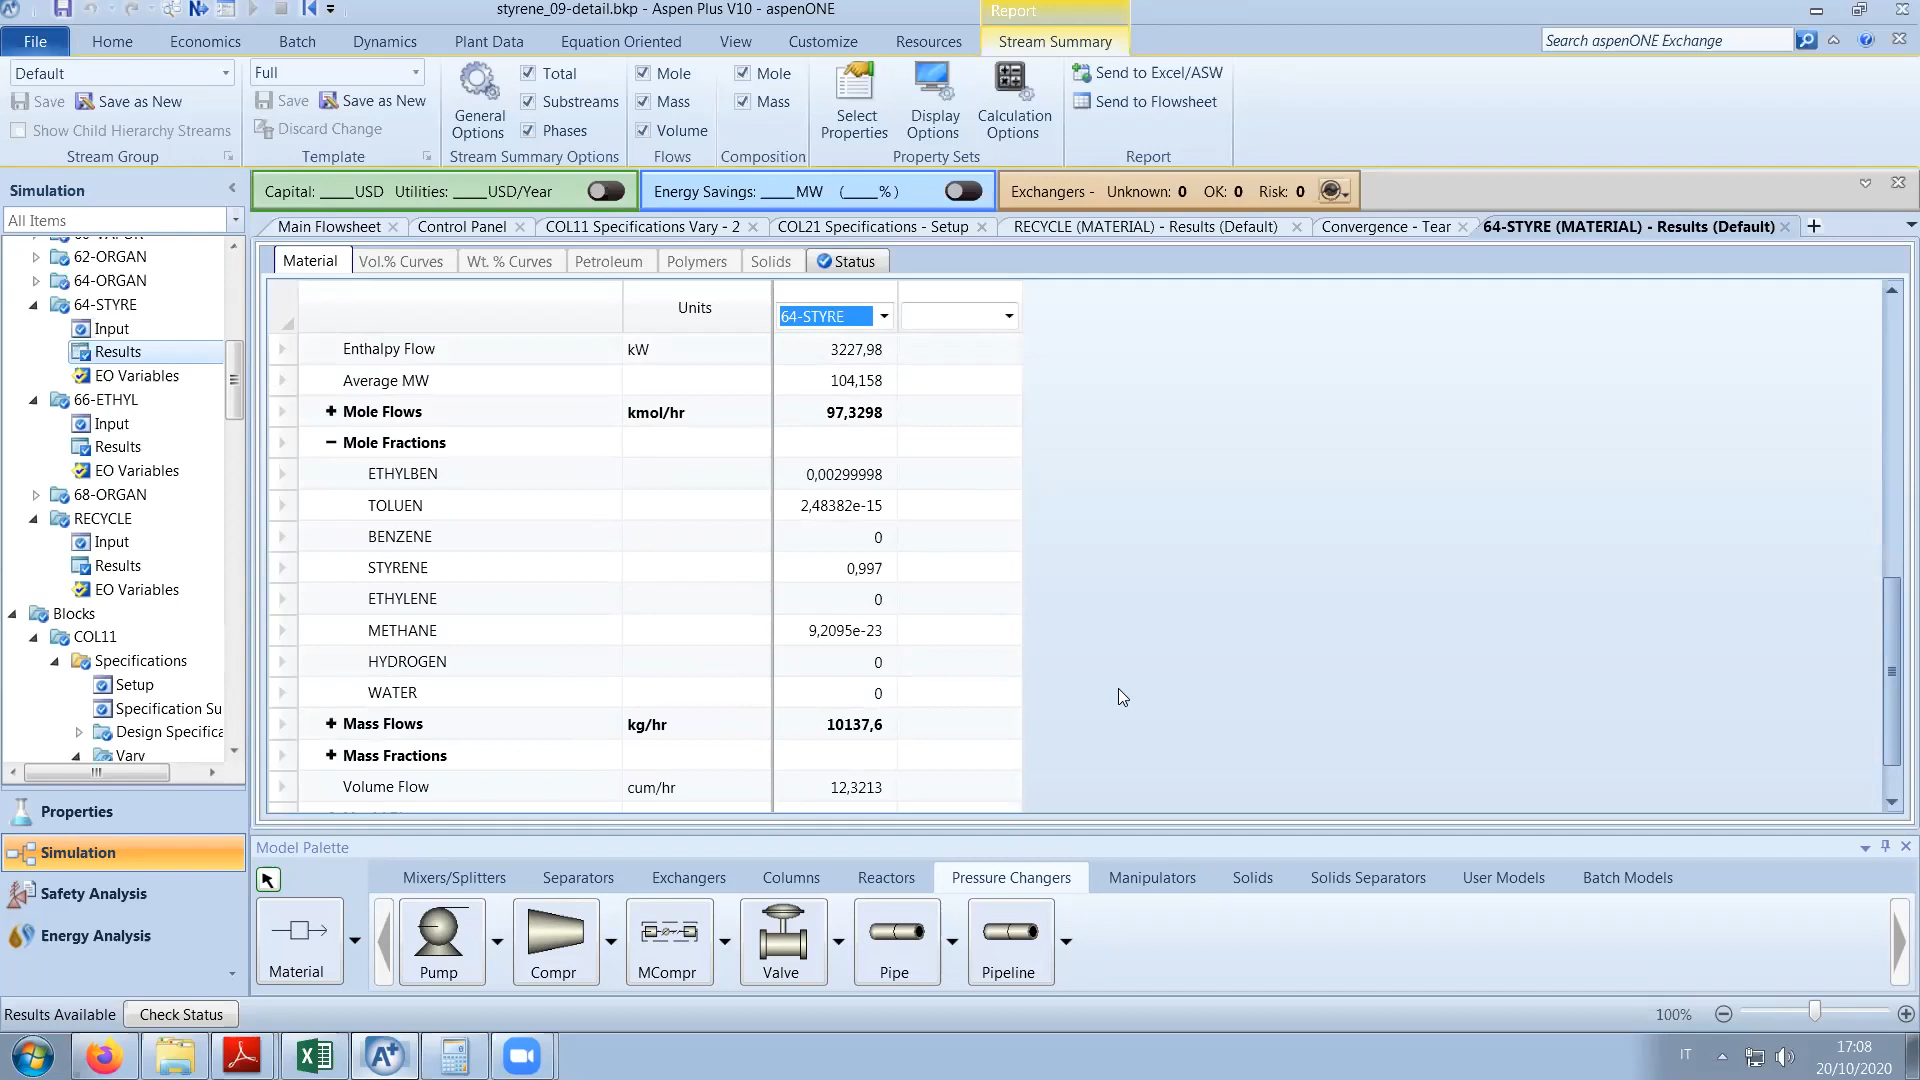 styrene_09-detail.bkp - Aspen Plus V10 - aspenONE
Report
File Home Economics Batch Dynamics Plant Data Equation Oriented View Customize Resources Stream Summary
Search aspenONE Exchange
Default
Save Save as New
Show Child Hierarchy Streams
Stream Group
Full
Save Save as New
Discard Change
Template
General Options
Total
Substreams
Phases
Stream Summary Options
Mole
Mass
Volume
Flows
Mole
Mass
Composition
Select Properties
Display Options
Calculation Options
Property Sets
Send to Excel/ASW
Send to Flowsheet
Report
Simulation
All Items
Capital: ____USD Utilities: ____USD/Year
Energy Savings: ____MW (____%)
Exchangers - Unknown: 0 OK: 0 Risk: 0
Main Flowsheet Control Panel COL11 Specifications Vary - 2 COL21 Specifications - Setup RECYCLE (MATERIAL) - Results (Default) Convergence - Tear 64-STYRE (MATERIAL) - Results (Default)
Material Vol.% Curves Wt. % Curves Petroleum Polymers Solids Status
62-ORGAN
64-ORGAN
64-STYRE
Input
Results
EO Variables
66-ETHYL
Input
Results
EO Variables
68-ORGAN
RECYCLE
Input
Results
EO Variables
Blocks
COL11
Specifications
Setup
Specification Su
Design Specifica
Vary
Units 64-STYRE
Enthalpy Flow kW 3227,98
Average MW 104,158
+ Mole Flows kmol/hr 97,3298
− Mole Fractions
ETHYLBEN 0,00299998
TOLUEN 2,48382e-15
BENZENE 0
STYRENE 0,997
ETHYLENE 0
METHANE 9,2095e-23
HYDROGEN 0
WATER 0
+ Mass Flows kg/hr 10137,6
+ Mass Fractions
Volume Flow cum/hr 12,3213
Properties
Simulation
Safety Analysis
Energy Analysis
Model Palette
Mixers/Splitters Separators Exchangers Columns Reactors Pressure Changers Manipulators Solids Solids Separators User Models Batch Models
Material Pump Compr MCompr Valve Pipe Pipeline
Results Available Check Status
100%
IT
17:08
20/10/2020